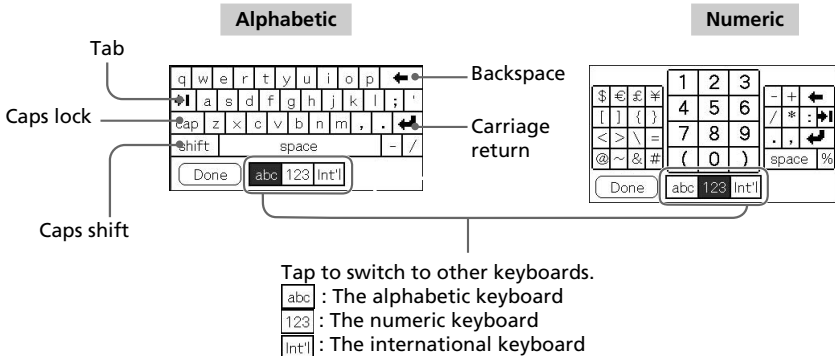 Alphabetic
Numeric
Tab
Caps lock
Caps shift
Backspace
Carriage
return
q w e r t y u i o p
a s d f g h j k l ; '
cap z x c v b n m , .
shift space - /
Done abc 123 Int'l
1 2 3
$ € £ ¥ 4 5 6 - +
[ ] { } 7 8 9 / * :
< > \ = ( 0 ) . ,
@ ~ & # space %
Done abc 123 Int'l
Tap to switch to other keyboards.
abc : The alphabetic keyboard
123 : The numeric keyboard
Int'l : The international keyboard